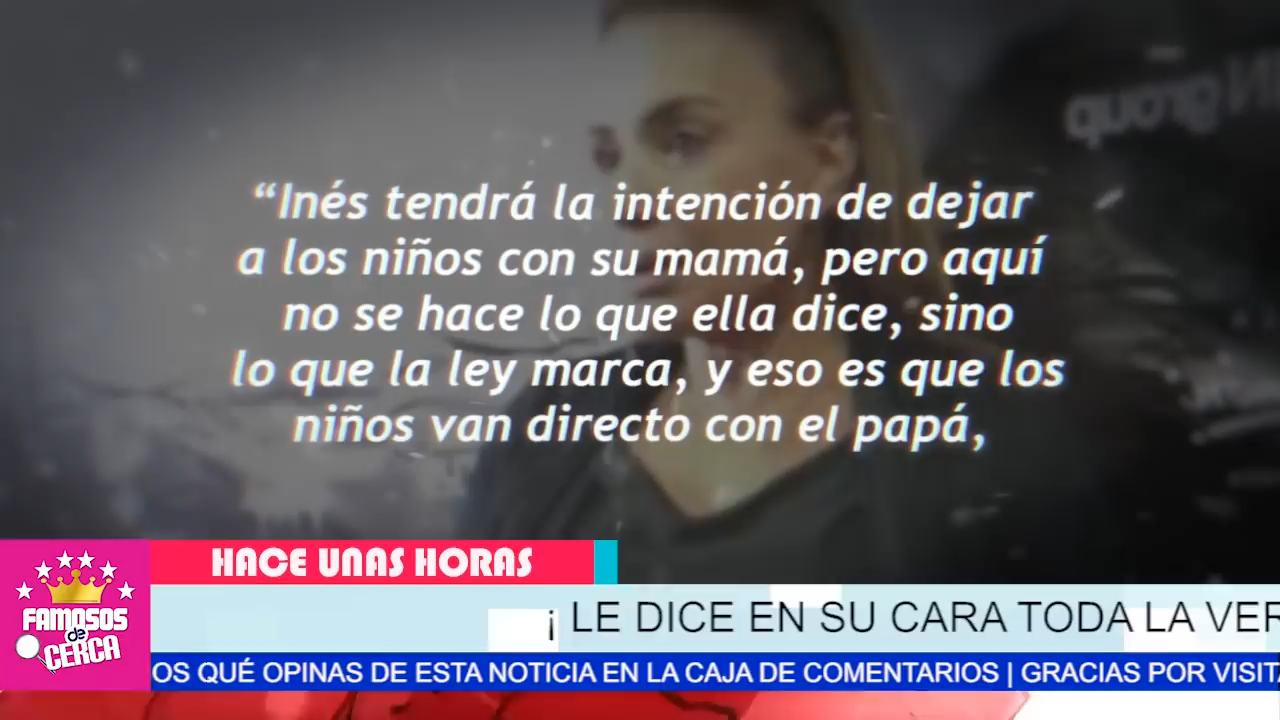 group
“Inés tendrá la intención de dejar
a los niños con su mamá, pero aquí
no se hace lo que ella dice, sino
lo que la ley marca, y eso es que los
niños van directo con el papá,
HACE UNAS HORAS
FAMOSOS
de
CERCA
¡ LE DICE EN SU CARA TODA LA VER
OS QUÉ OPINAS DE ESTA NOTICIA EN LA CAJA DE COMENTARIOS | GRACIAS POR VISITA